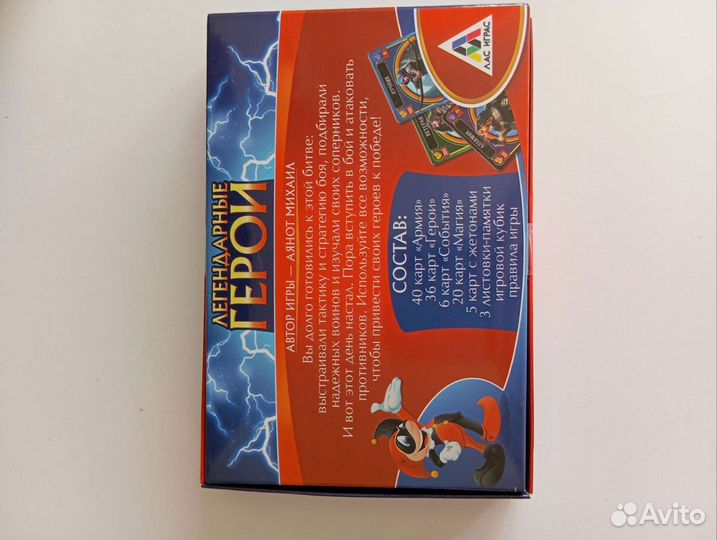 ЛЕГЕНДАРНЫЕ
ГЕРОИ
АВТОР ИГРЫ — АЯНОТ МИХАИЛ
Вы долго готовились к этой битве:
выстраивали тактику и стратегию боя, подбирали
надежных воинов и изучали своих соперников.
И вот этот день настал. Пора вступить в бой и атаковать
противников. Используйте все возможности,
чтобы привести своих героев к победе!
СОСТАВ:
40 карт «Армия»
36 карт «Герои»
6 карт «События»
20 карт «Магия»
5 карт с жетонами
3 листовки-памятки
игровой кубик
правила игры
ЛАС ИГРАС
Avito